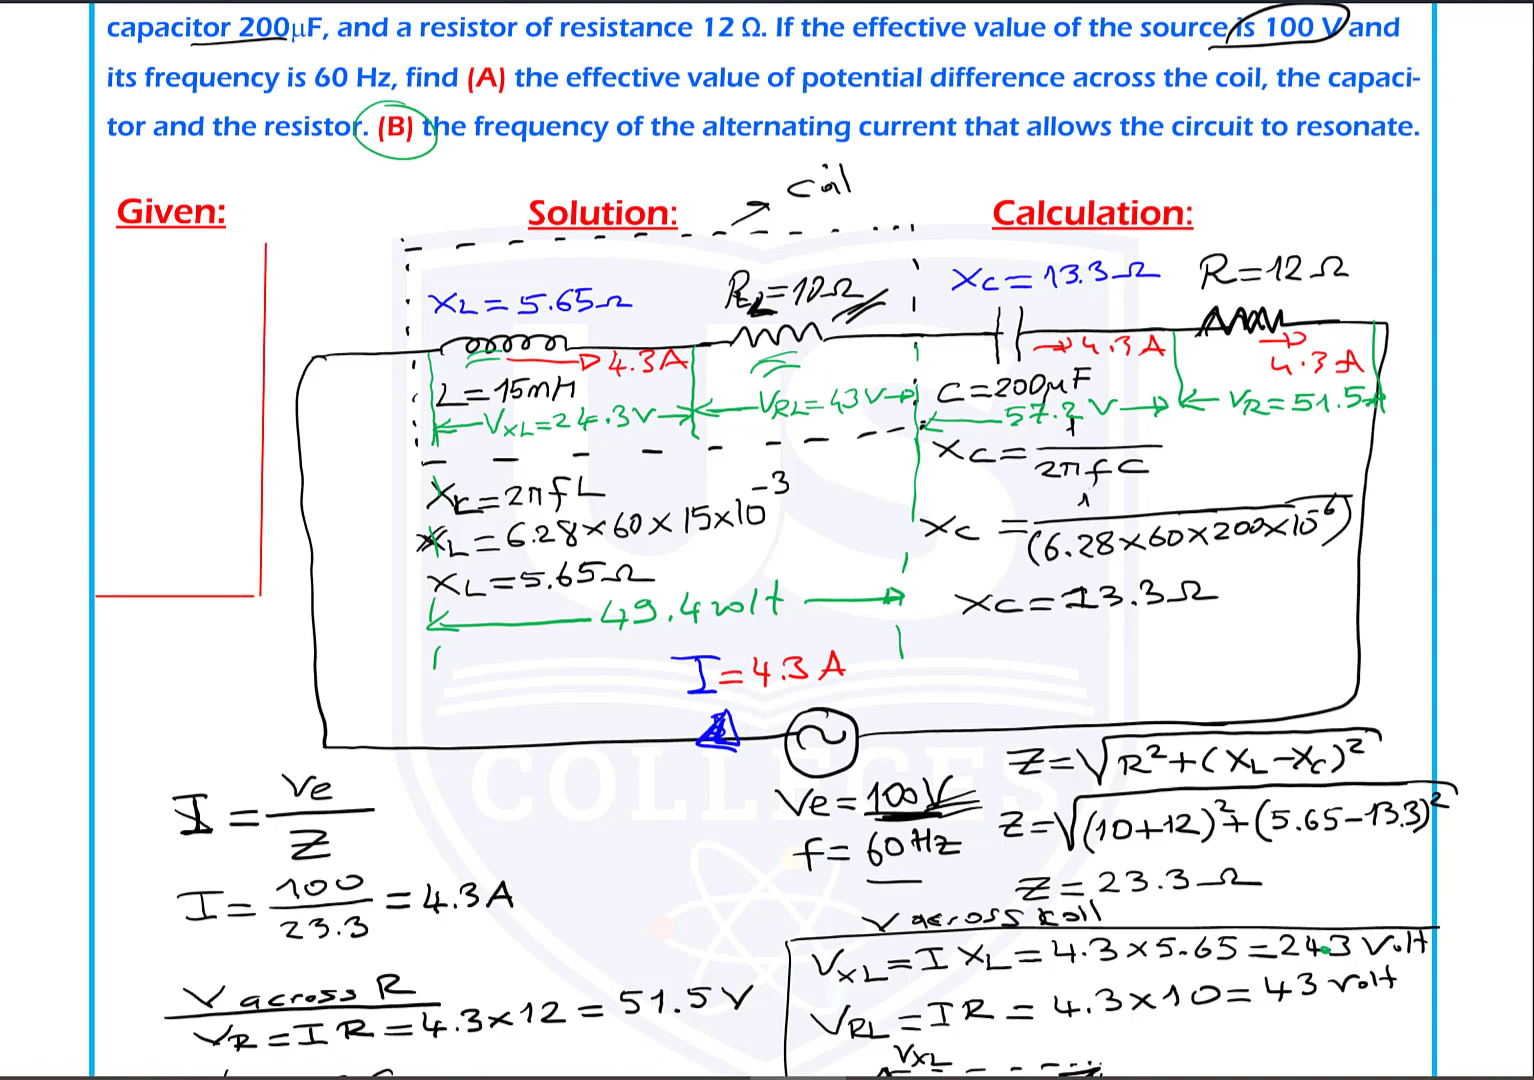 capacitor 200μF, and a resistor of resistance 12 Ω. If the effective value of the source is 100 V and
its frequency is 60 Hz, find (A) the effective value of potential difference across the coil, the capaci-
tor and the resistor. (B) the frequency of the alternating current that allows the circuit to resonate.
Given:
Solution:
Calculation:
coil
XL = 5.65Ω
RL = 10Ω
XC = 13.3Ω
R = 12Ω
4.3A
4.3A
4.3A
L = 15mH
C = 200μF
VXL = 24.3V
VRL = 43V
57.2V
VR = 51.5
XL = 2πfL
XL = 6.28×60×15×10⁻³
XL = 5.65Ω
XC = 1/2πfC
XC = 1/(6.28×60×200×10⁻⁶)
XC = 13.3Ω
49.4volt
I = 4.3A
US
COLLEGES
Ve = 100V
f = 60Hz
Z = √R²+(XL-XC)²
Z = √(10+12)²+(5.65-13.3)²
Z = 23.3Ω
I = Ve/Z
I = 100/23.3 = 4.3A
V across R
VR = IR = 4.3×12 = 51.5V
V across koil
VXL = I XL = 4.3×5.65 = 24.3 Volt
VRL = IR = 4.3×10 = 43 volt
VXL